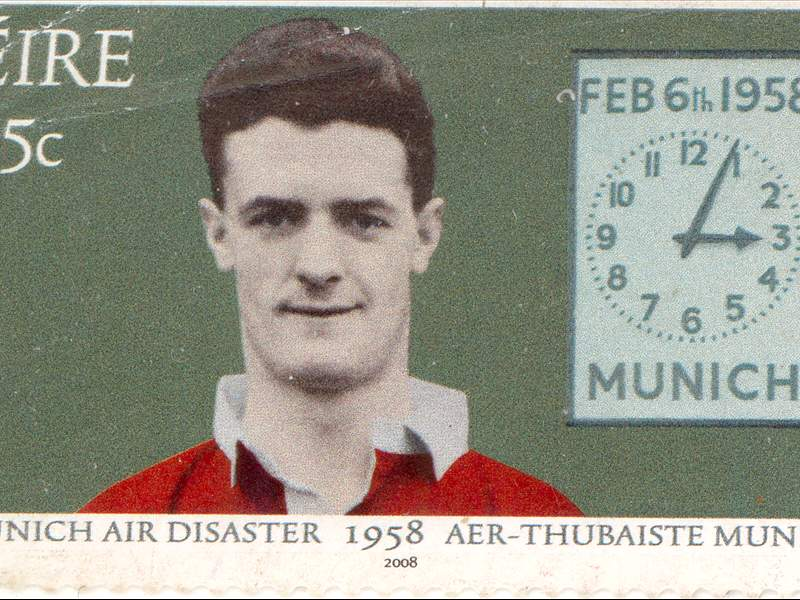 ÉIRE
5c
FEB 6th 1958
12
1
2
3
4
5
6
7
8
9
10
11
MUNICH
UNICH AIR DISASTER 1958 AER-THUBAISTE MUN
2008